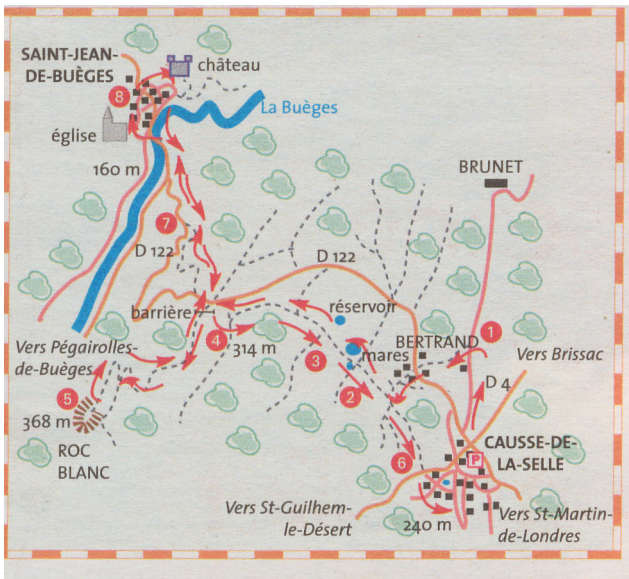 SAINT-JEAN-
DE-BUÈGES
château
8
La Buèges
église
160 m
BRUNET
7
D 122
D 122
barrière
réservoir
4
314 m
3
mares
BERTRAND
1
Vers Pégairolles-
de-Buèges
Vers Brissac
2
D 4
5
368 m
ROC
BLANC
6
P
CAUSSE-DE-
LA-SELLE
Vers St-Guilhem-
le-Désert
240 m
Vers St-Martin-
de-Londres